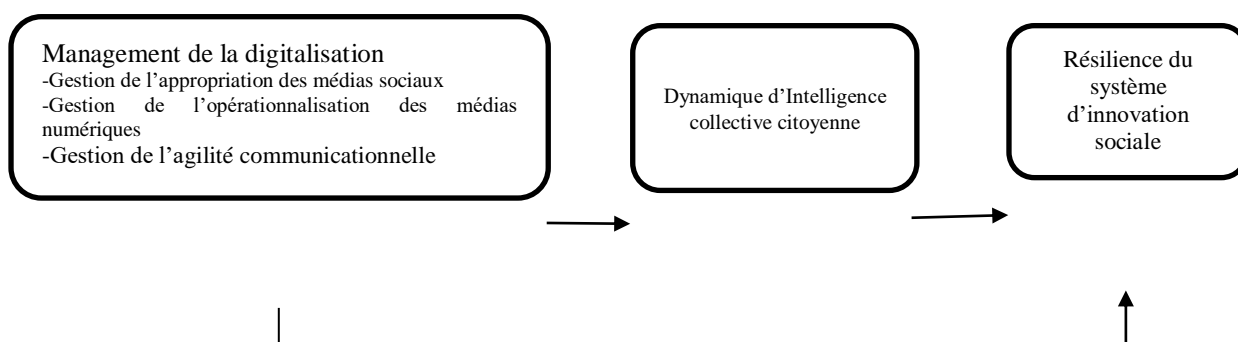 Management de la digitalisation
-Gestion de l’appropriation des médias sociaux
-Gestion de l’opérationnalisation des médias
numériques
-Gestion de l’agilité communicationnelle
Dynamique d’Intelligence
collective citoyenne
Résilience du
système
d’innovation
sociale